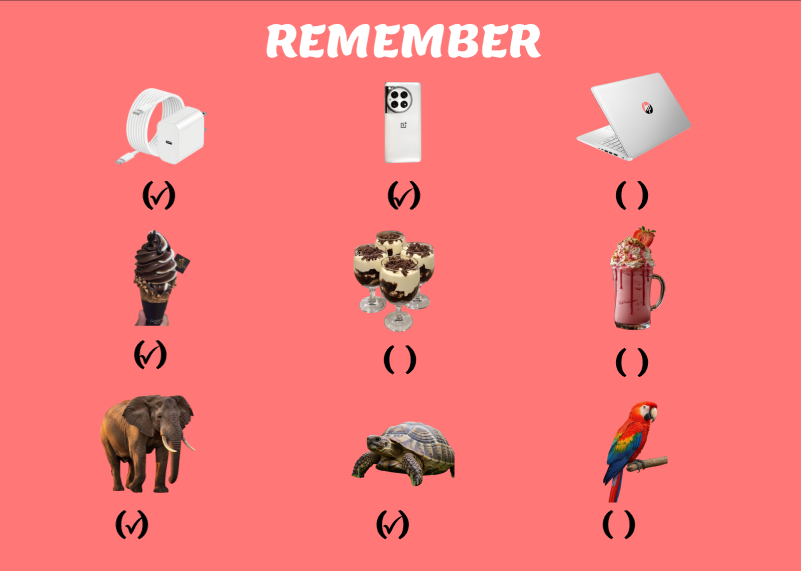 REMEMBER
(✓) (✓) ( )
(✓) ( ) ( )
(✓) (✓) ( )